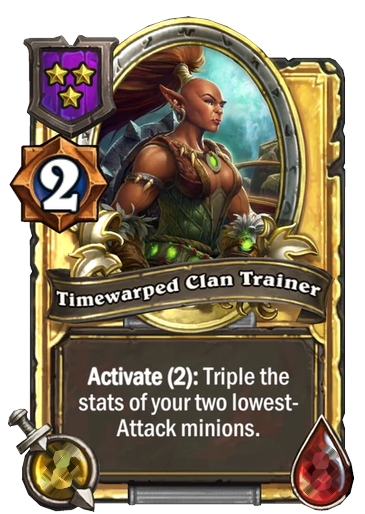 2
Timewarped Clan Trainer
Activate (2): Triple the
stats of your two lowest-
Attack minions.